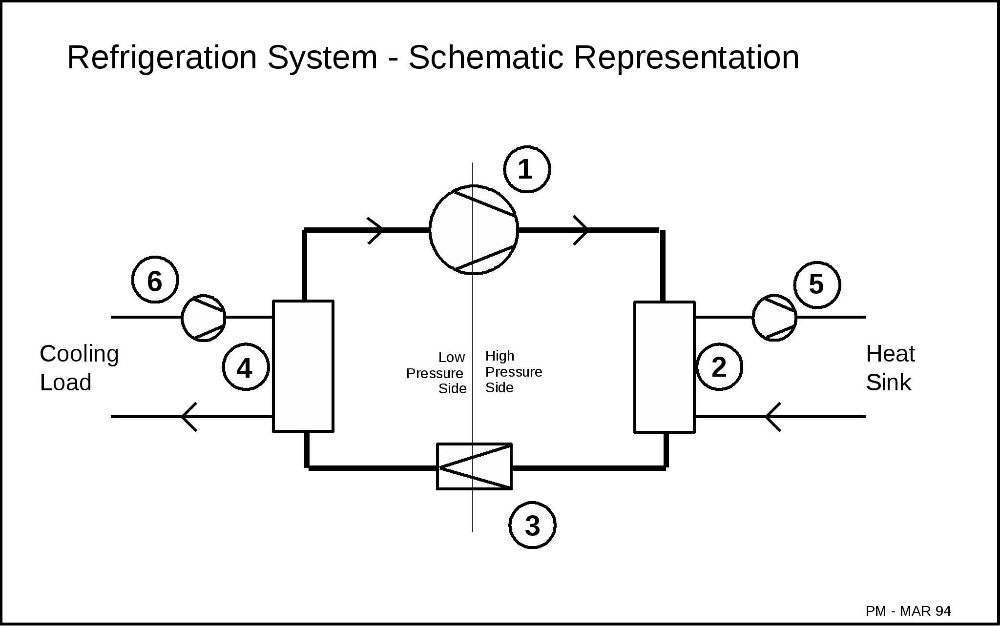 Refrigeration System - Schematic Representation
1
6
5
Cooling
Load
4
Low
Pressure
Side
High
Pressure
Side
2
Heat
Sink
3
PM - MAR 94